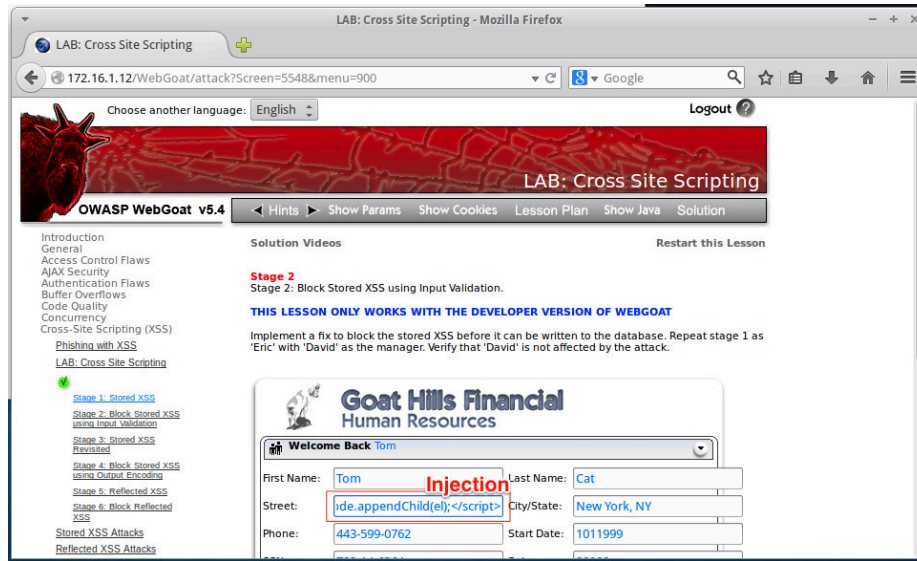 LAB: Cross Site Scripting - Mozilla Firefox
LAB: Cross Site Scripting
172.16.1.12/WebGoat/attack?Screen=5548&menu=900
Google
Choose another language: English
Logout ?
LAB: Cross Site Scripting
OWASP WebGoat v5.4
Hints Show Params Show Cookies Lesson Plan Show Java Solution
Introduction
General
Access Control Flaws
AJAX Security
Authentication Flaws
Buffer Overflows
Code Quality
Concurrency
Cross-Site Scripting (XSS)
Phishing with XSS
LAB: Cross Site Scripting
Stage 1: Stored XSS
Stage 2: Block Stored XSS
using Input Validation
Stage 3: Stored XSS
Revisited
Stage 4: Block Stored XSS
using Output Encoding
Stage 5: Reflected XSS
Stage 6: Block Reflected
XSS
Stored XSS Attacks
Reflected XSS Attacks
Solution Videos
Restart this Lesson
Stage 2
Stage 2: Block Stored XSS using Input Validation.
THIS LESSON ONLY WORKS WITH THE DEVELOPER VERSION OF WEBGOAT
Implement a fix to block the stored XSS before it can be written to the database. Repeat stage 1 as
'Eric' with 'David' as the manager. Verify that 'David' is not affected by the attack.
Goat Hills Financial
Human Resources
Welcome Back Tom
First Name: Tom
Last Name: Cat
Injection
Street: de.appendChild(el);</script>
City/State: New York, NY
Phone: 443-599-0762
Start Date: 1011999